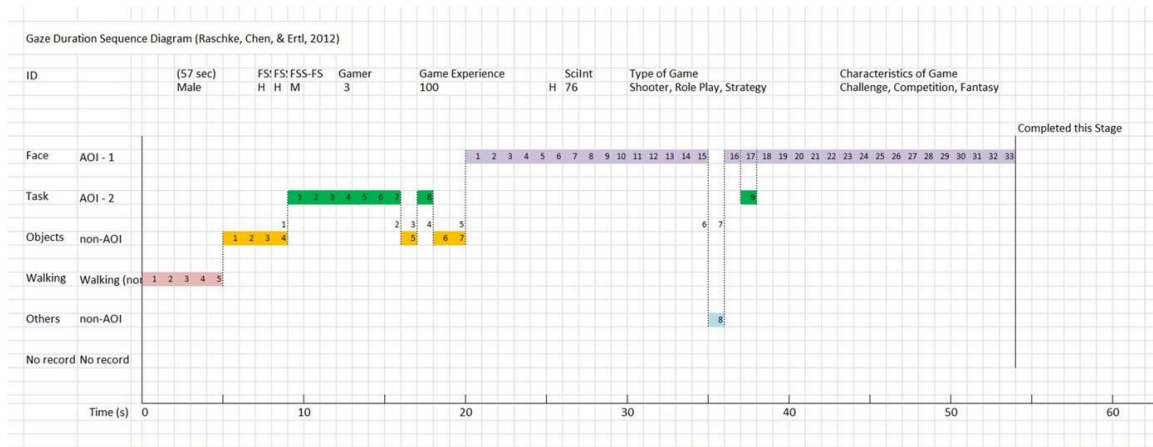 Gaze Duration Sequence Diagram (Raschke, Chen, & Ertl, 2012)
ID (57 sec) FS! FS! FSS-FS Gamer Game Experience SciInt Type of Game Characteristics of Game
Male H H M 3 100 H 76 Shooter, Role Play, Strategy Challenge, Competition, Fantasy
Completed this Stage
Face AOI - 1 1 2 3 4 5 6 7 8 9 10 11 12 13 14 15 16 17 18 19 20 21 22 23 24 25 26 27 28 29 30 31 32 33
Task AOI - 2 1 2 3 4 5 6 7 8 9
1 2 3 4 5 6 7
Objects non-AOI 1 2 3 4 5 6 7
Walking Walking (nor 1 2 3 4 5
Others non-AOI 8
No record No record
Time (s) 0 10 20 30 40 50 60